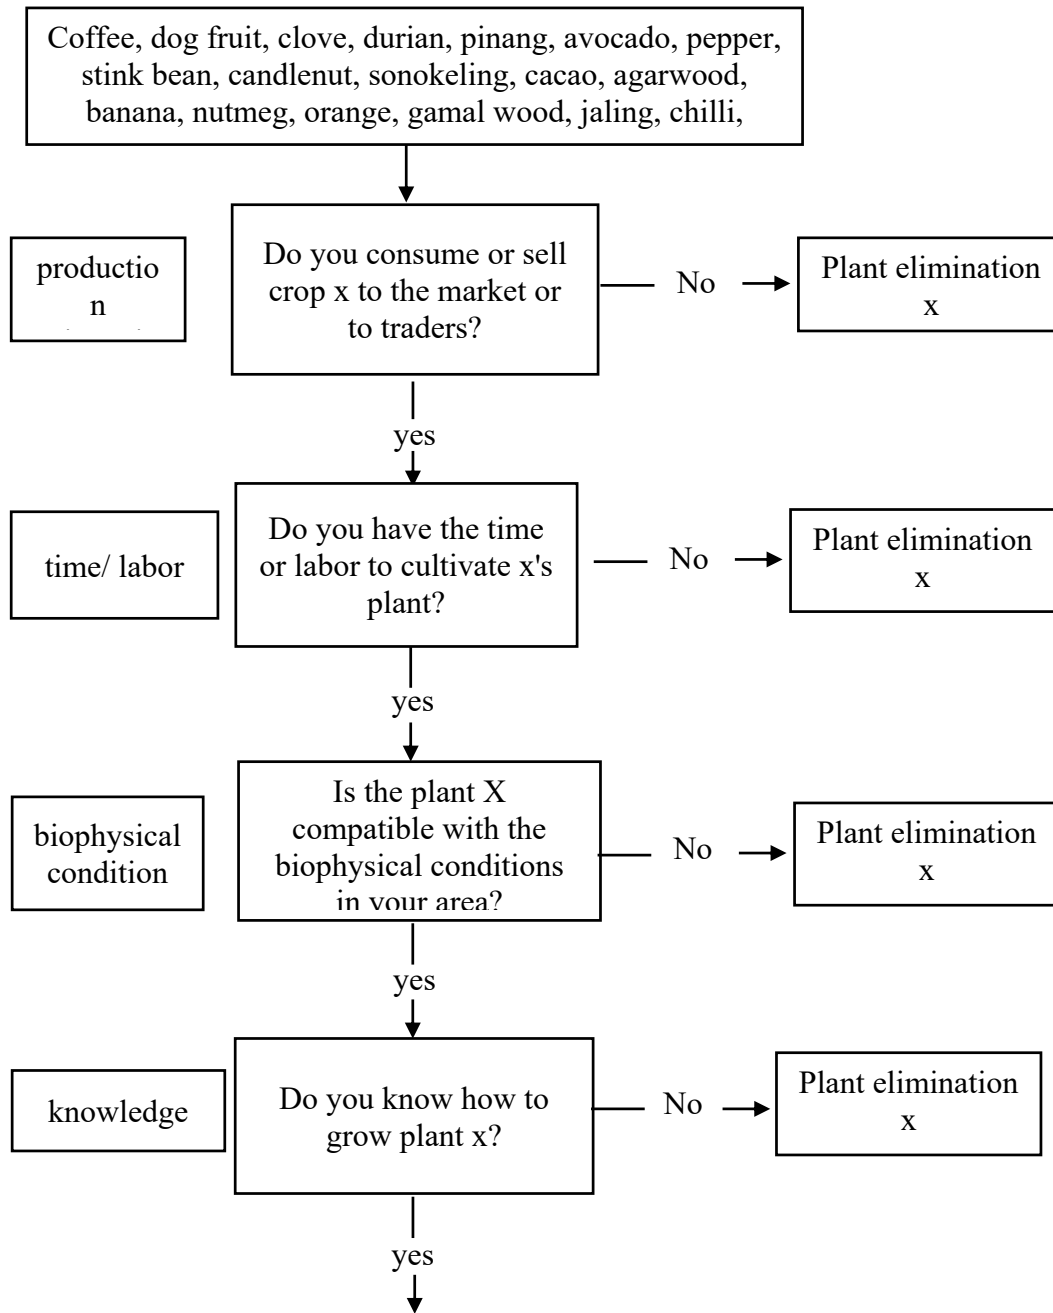 Coffee, dog fruit, clove, durian, pinang, avocado, pepper,
stink bean, candlenut, sonokeling, cacao, agarwood,
banana, nutmeg, orange, gamal wood, jaling, chilli,
productio
n
Do you consume or sell
crop x to the market or
to traders?
No
Plant elimination
x
yes
time/ labor
Do you have the time
or labor to cultivate x's
plant?
No
Plant elimination
x
yes
biophysical
condition
Is the plant X
compatible with the
biophysical conditions
in your area?
No
Plant elimination
x
yes
knowledge
Do you know how to
grow plant x?
No
Plant elimination
x
yes